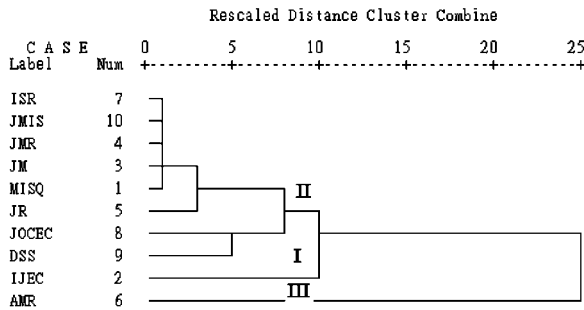 Rescaled Distance Cluster Combine
C A S E 0 5 10 15 20 25
Label Num
ISR 7
JMIS 10
JMR 4
JM 3
MISQ 1
II
JR 5
JOCEC 8
DSS 9
I
IJEC 2
III
AMR 6